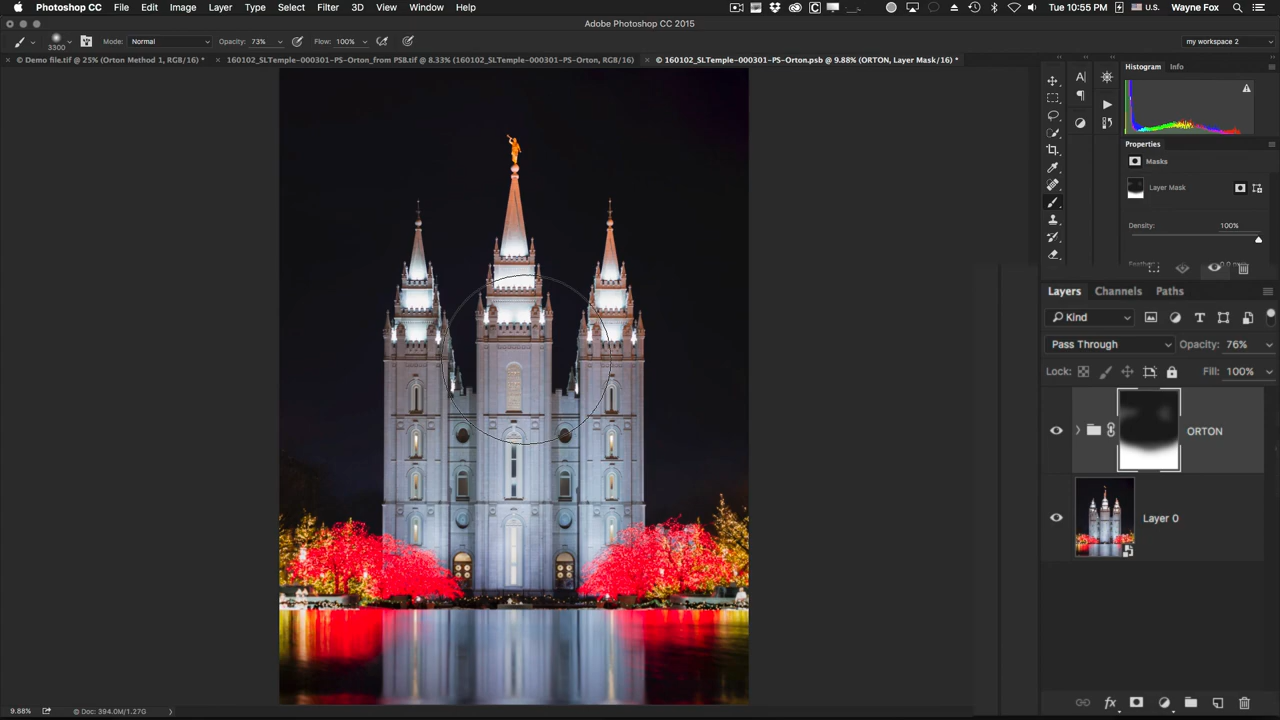 Photoshop CC File Edit Image Layer Type Select Filter 3D View Window Help Tue 10:55 PM U.S. Wayne Fox
Adobe Photoshop CC 2015
3300 Mode: Normal Opacity: 73% Flow: 100% my workspace 2
× © Demo file.tif @ 25% (Orton Method 1, RGB/16) * × 160102_SLTemple-000301-PS-Orton_from PSB.tif @ 8.33% (160102_SLTemple-000301-PS-Orton, RGB/16) × © 160102_SLTemple-000301-PS-Orton.psb @ 9.88% (ORTON, Layer Mask/16) *
Histogram Info
Properties
Masks
Layer Mask
Density: 100%
Layers Channels Paths
Kind
Pass Through Opacity: 76%
Lock: Fill: 100%
ORTON
Layer 0
fx
9.88% © Doc: 394.0M/1.27G